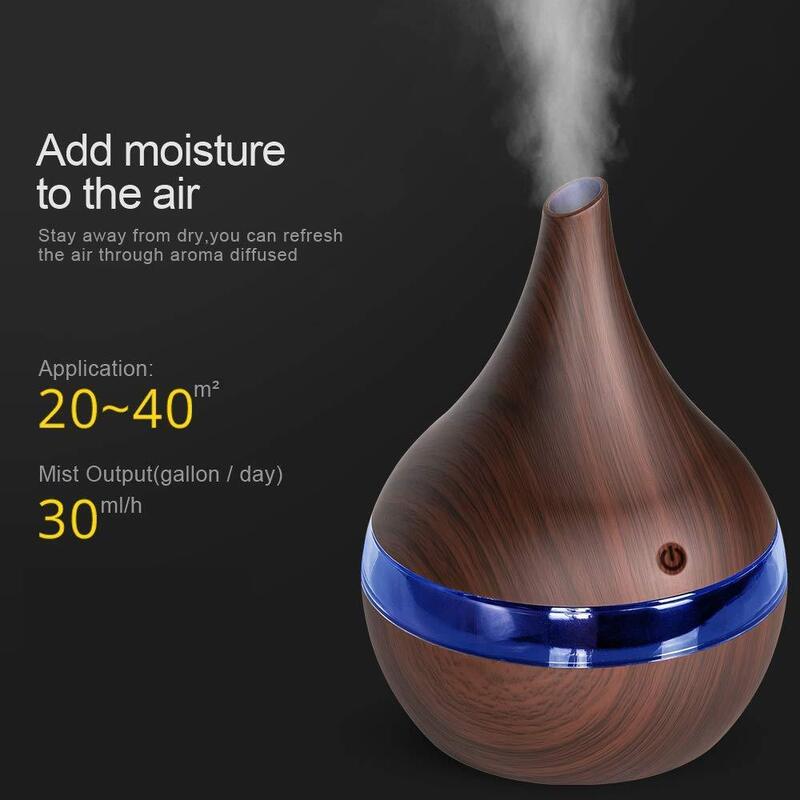 Add moisture
to the air
Stay away from dry,you can refresh
the air through aroma diffused
Application:
20~40m²
Mist Output(gallon / day)
30ml/h